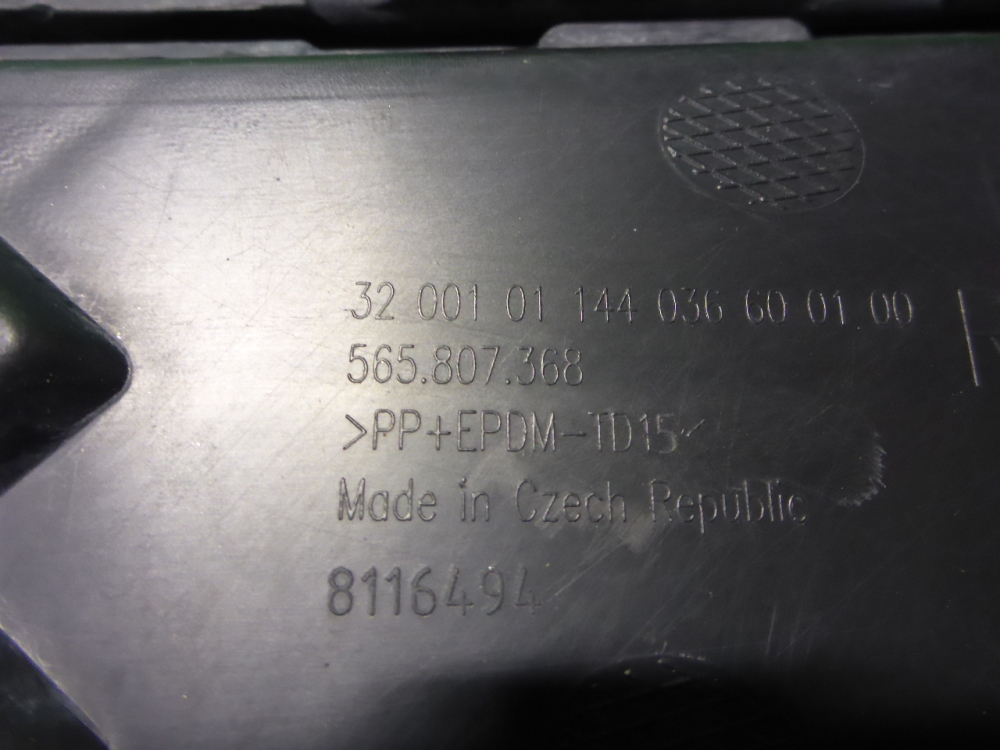 32 001 01 144 036 60 01 00
565.807.368
>PP+EPDM-TD15<
Made in Czech Republic
8116494